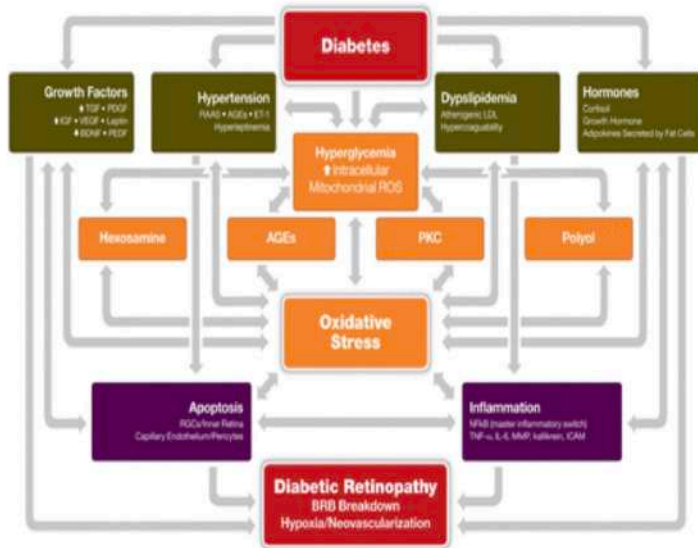 Diabetes
Growth Factors
⬆TGF • PDGF
⬆IGF • VEGF • Leptin
⬇BDNF • PEDF
Hypertension
RAAS • AGEs • ET-1
Hyperleptinemia
Dypslipidemia
Atherogenic LDL
Hypercoaguability
Hormones
Cortisol
Growth Hormone
Adipokines Secreted by Fat Cells
Hyperglycemia
⬆Intracellular
Mitochondrial ROS
Hexosamine
AGEs
PKC
Polyol
Oxidative
Stress
Apoptosis
RGCs/Inner Retina
Capillary Endothelium/Pericytes
Inflammation
NFkB (master inflammatory switch)
TNF-α, IL-6, MMP, kallikrein, ICAM
Diabetic Retinopathy
BRB Breakdown
Hypoxia/Neovascularization